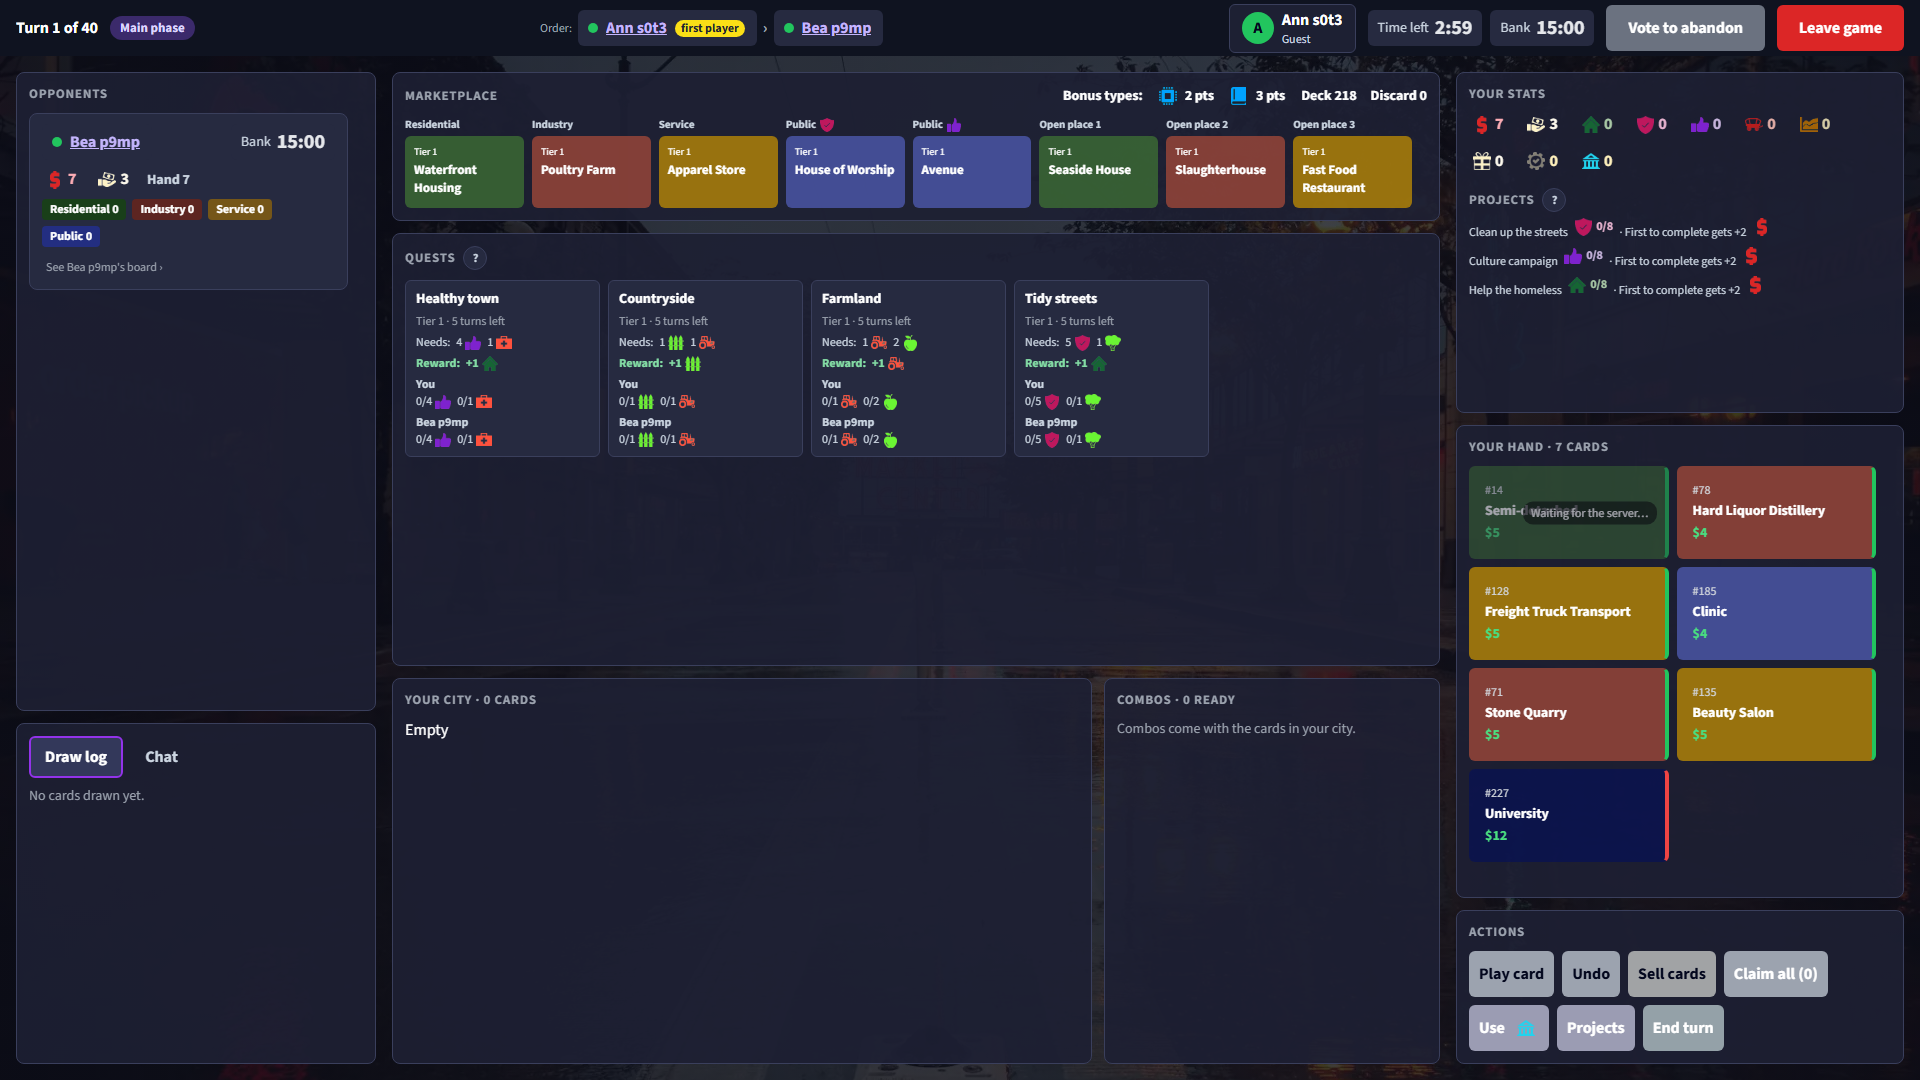 Turn 1 of 40 Main phase
Order: Ann s0t3 first player › Bea p9mp
A Ann s0t3 Guest
Time left 2:59 Bank 15:00 Vote to abandon Leave game
OPPONENTS
Bea p9mp Bank 15:00
7 3 Hand 7
Residential 0 Industry 0 Service 0
Public 0
See Bea p9mp's board ›
Draw log Chat
No cards drawn yet.
MARKETPLACE Bonus types: 2 pts 3 pts Deck 218 Discard 0
Residential Industry Service Public Public Open place 1 Open place 2 Open place 3
Tier 1 Waterfront Housing
Tier 1 Poultry Farm
Tier 1 Apparel Store
Tier 1 House of Worship
Tier 1 Avenue
Tier 1 Seaside House
Tier 1 Slaughterhouse
Tier 1 Fast Food Restaurant
QUESTS ?
Healthy town
Tier 1 · 5 turns left
Needs: 4 1
Reward: +1
You
0/4 0/1
Bea p9mp
0/4 0/1
Countryside
Tier 1 · 5 turns left
Needs: 1 1
Reward: +1
You
0/1 0/1
Bea p9mp
0/1 0/1
Farmland
Tier 1 · 5 turns left
Needs: 1 2
Reward: +1
You
0/1 0/2
Bea p9mp
0/1 0/2
Tidy streets
Tier 1 · 5 turns left
Needs: 5 1
Reward: +1
You
0/5 0/1
Bea p9mp
0/5 0/1
YOUR CITY · 0 CARDS
Empty
COMBOS · 0 READY
Combos come with the cards in your city.
YOUR STATS
$ 7 3 0 0 0 0 0
0 0 0
PROJECTS ?
Clean up the streets 0/8 · First to complete gets +2 $
Culture campaign 0/8 · First to complete gets +2 $
Help the homeless 0/8 · First to complete gets +2 $
YOUR HAND · 7 CARDS
#14
Waiting for the server...
$5
#78
Hard Liquor Distillery
$4
#128
Freight Truck Transport
$5
#185
Clinic
$4
#71
Stone Quarry
$5
#135
Beauty Salon
$5
#227
University
$12
ACTIONS
Play card Undo Sell cards Claim all (0)
Use Projects End turn